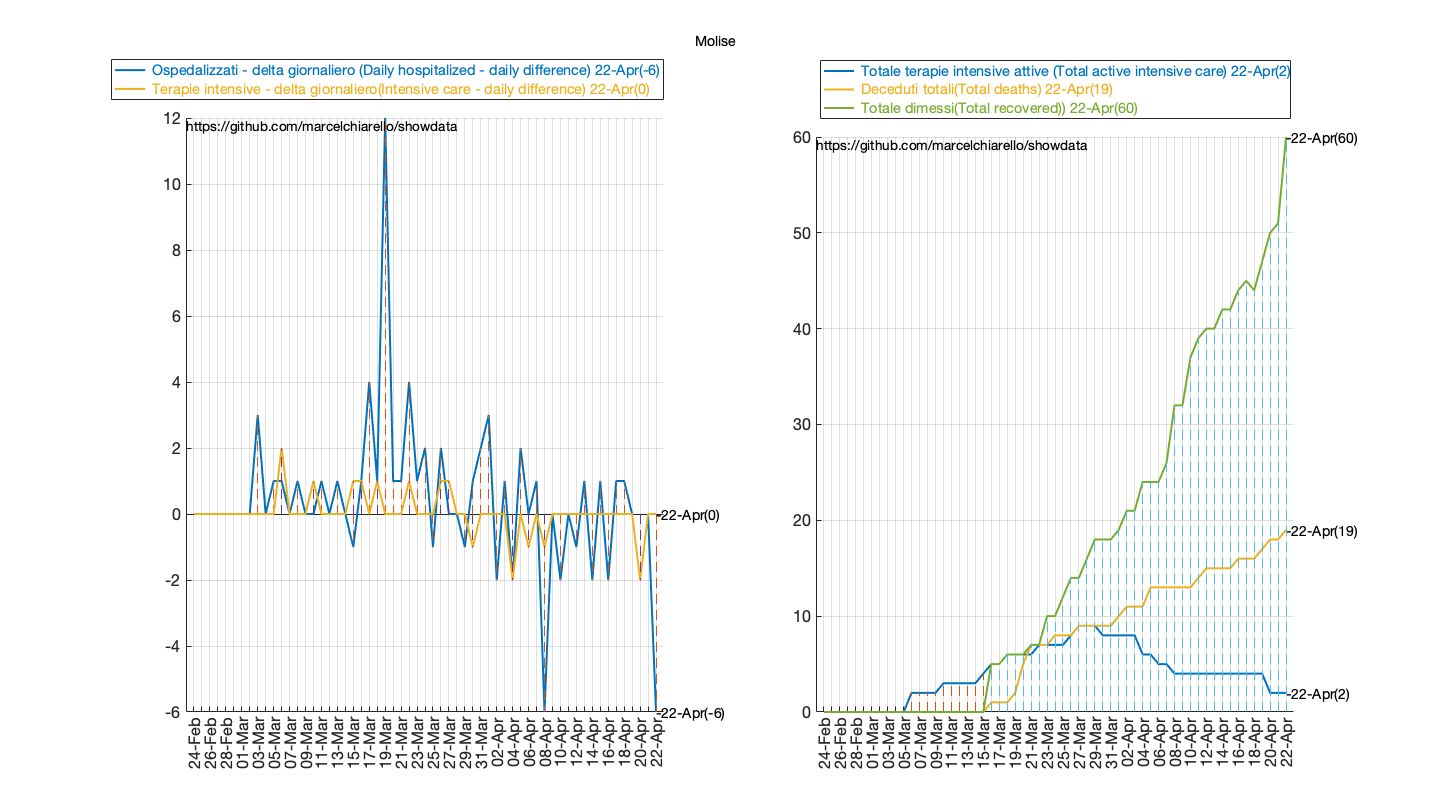 Molise
Ospedalizzati - delta giornaliero (Daily hospitalized - daily difference) 22-Apr(-6)
Terapie intensive - delta giornaliero(Intensive care - daily difference) 22-Apr(0)
https://github.com/marcelchiarello/showdata
12
10
8
6
4
2
0
-2
-4
-6
22-Apr(0)
22-Apr(-6)
24-Feb
26-Feb
28-Feb
01-Mar
03-Mar
05-Mar
07-Mar
09-Mar
11-Mar
13-Mar
15-Mar
17-Mar
19-Mar
21-Mar
23-Mar
25-Mar
27-Mar
29-Mar
31-Mar
02-Apr
04-Apr
06-Apr
08-Apr
10-Apr
12-Apr
14-Apr
16-Apr
18-Apr
20-Apr
22-Apr
Totale terapie intensive attive (Total active intensive care) 22-Apr(2)
Deceduti totali(Total deaths) 22-Apr(19)
Totale dimessi(Total recovered)) 22-Apr(60)
https://github.com/marcelchiarello/showdata
60
50
40
30
20
10
0
22-Apr(60)
22-Apr(19)
22-Apr(2)
24-Feb
26-Feb
28-Feb
01-Mar
03-Mar
05-Mar
07-Mar
09-Mar
11-Mar
13-Mar
15-Mar
17-Mar
19-Mar
21-Mar
23-Mar
25-Mar
27-Mar
29-Mar
31-Mar
02-Apr
04-Apr
06-Apr
08-Apr
10-Apr
12-Apr
14-Apr
16-Apr
18-Apr
20-Apr
22-Apr